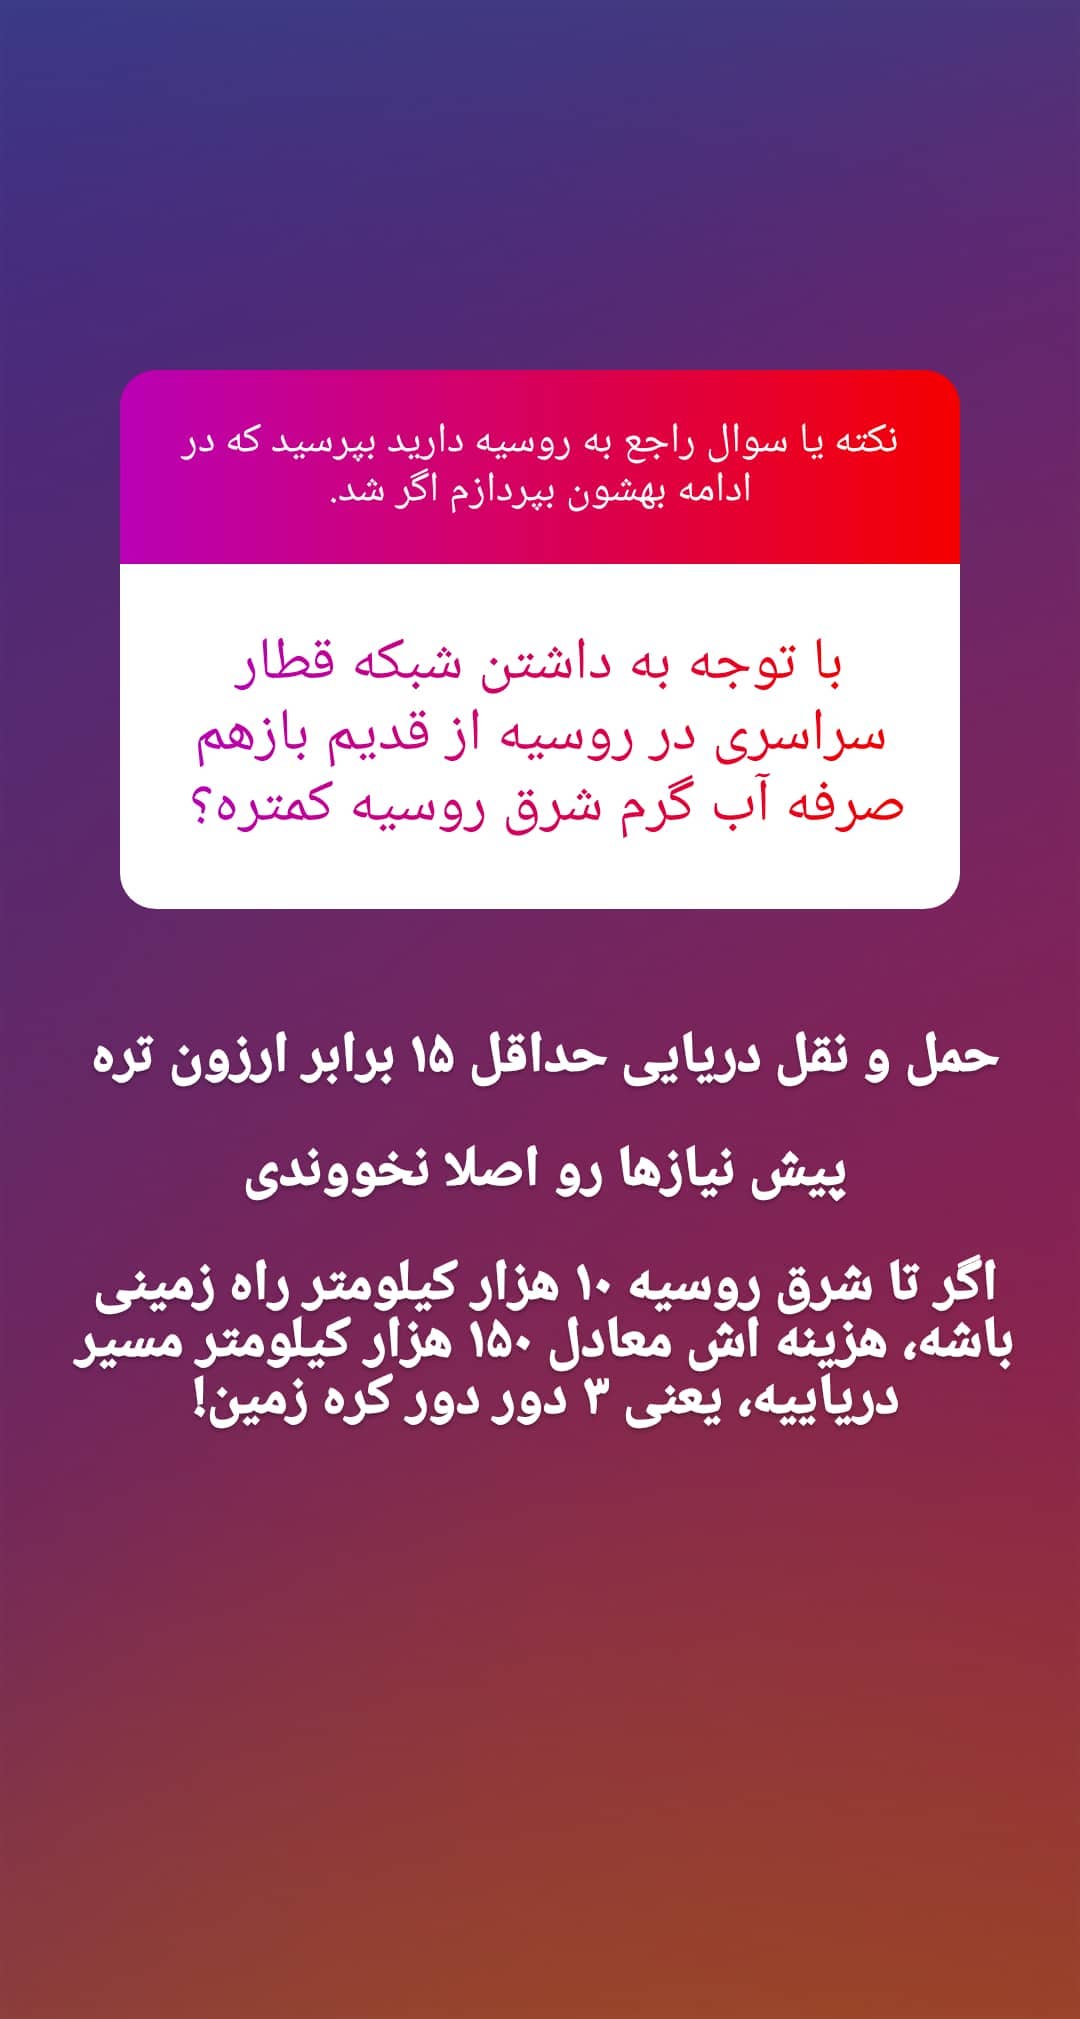 نکته یا سوال راجع به روسیه دارید بپرسید که در
ادامه بهشون بپردازم اگر شد.
با توجه به داشتن شبکه قطار
سراسری در روسیه از قدیم بازهم
صرفه آب گرم شرق روسیه کمتره؟
حمل و نقل دریایی حداقل ۱۵ برابر ارزون تره
پیش نیازها رو اصلا نخووندی
اگر تا شرق روسیه ۱۰ هزار کیلومتر راه زمینی
باشه، هزینه اش معادل ۱۵۰ هزار کیلومتر مسیر
دریاییه، یعنی ۳ دور دور کره زمین!